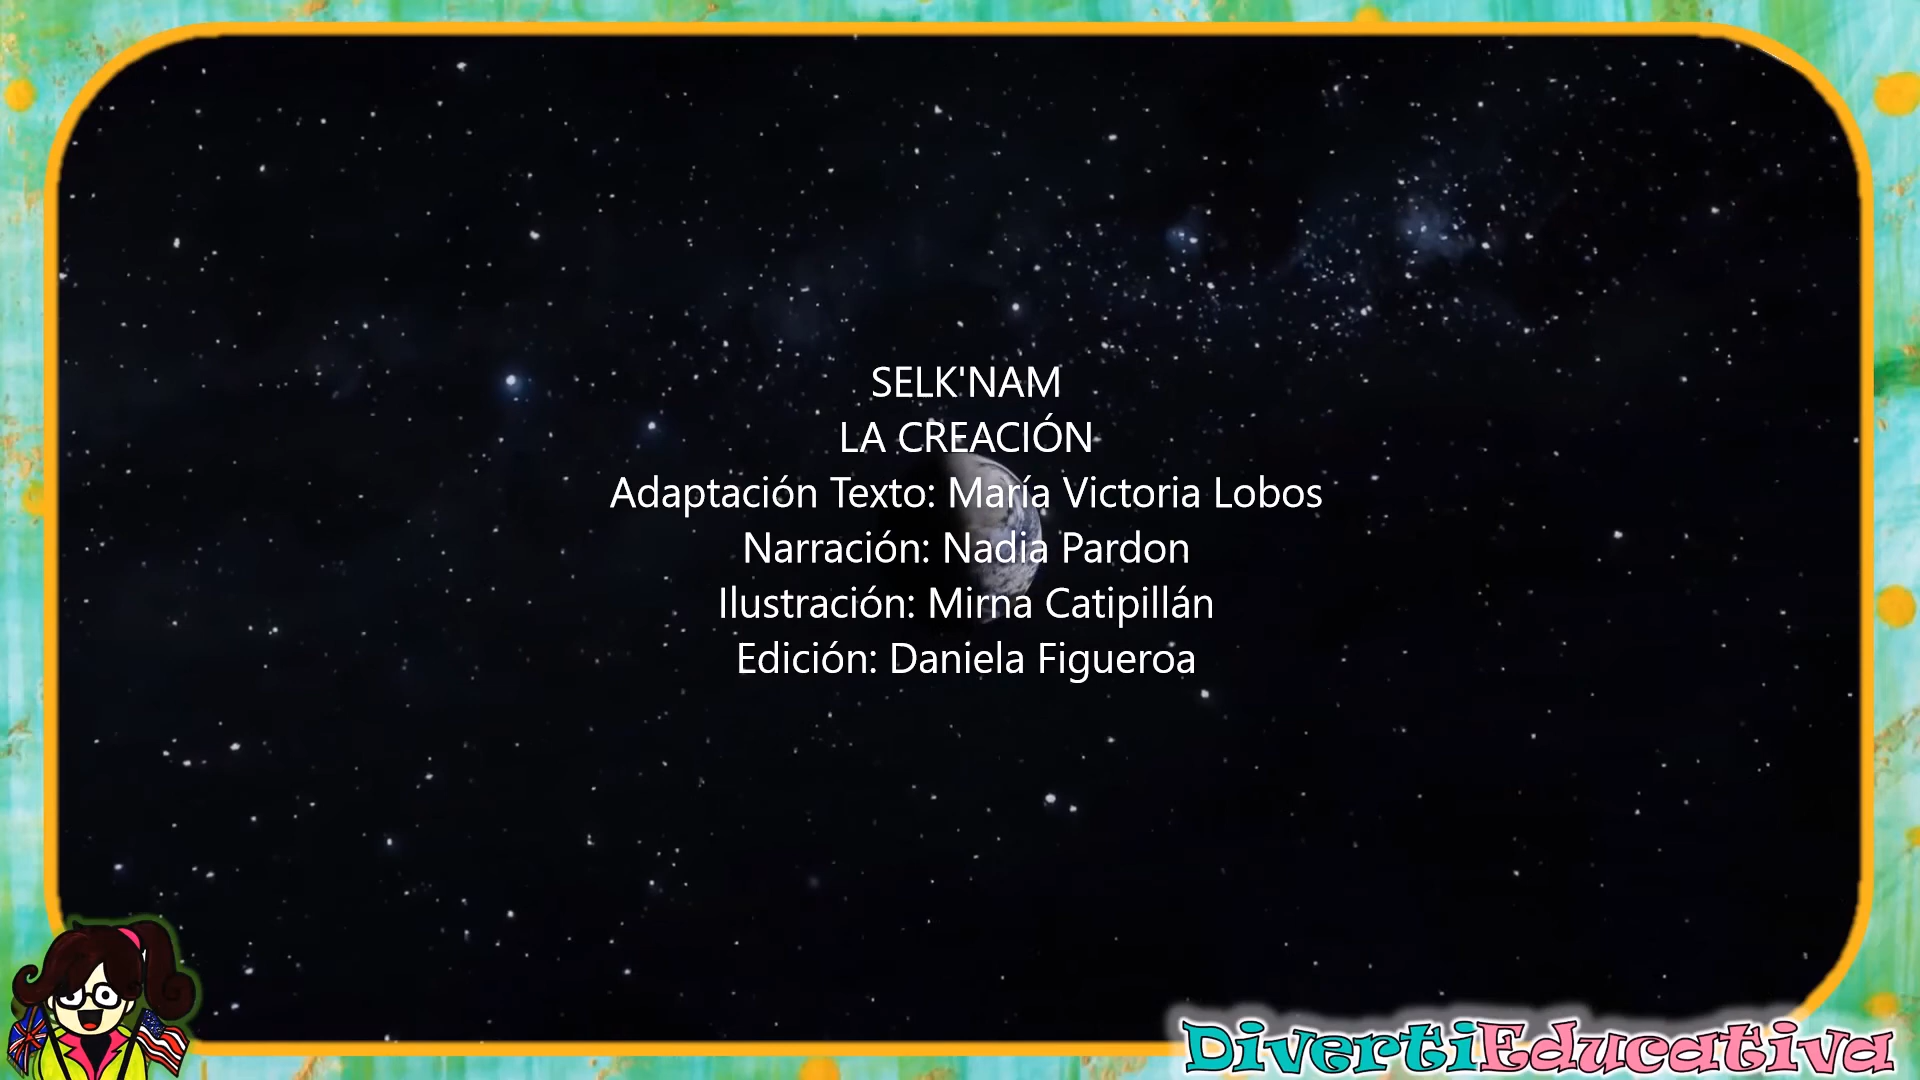 SELK'NAM
LA CREACIÓN
Adaptación Texto: María Victoria Lobos
Narración: Nadia Pardon
Ilustración: Mirna Catipillán
Edición: Daniela Figueroa
DivertiEducativa